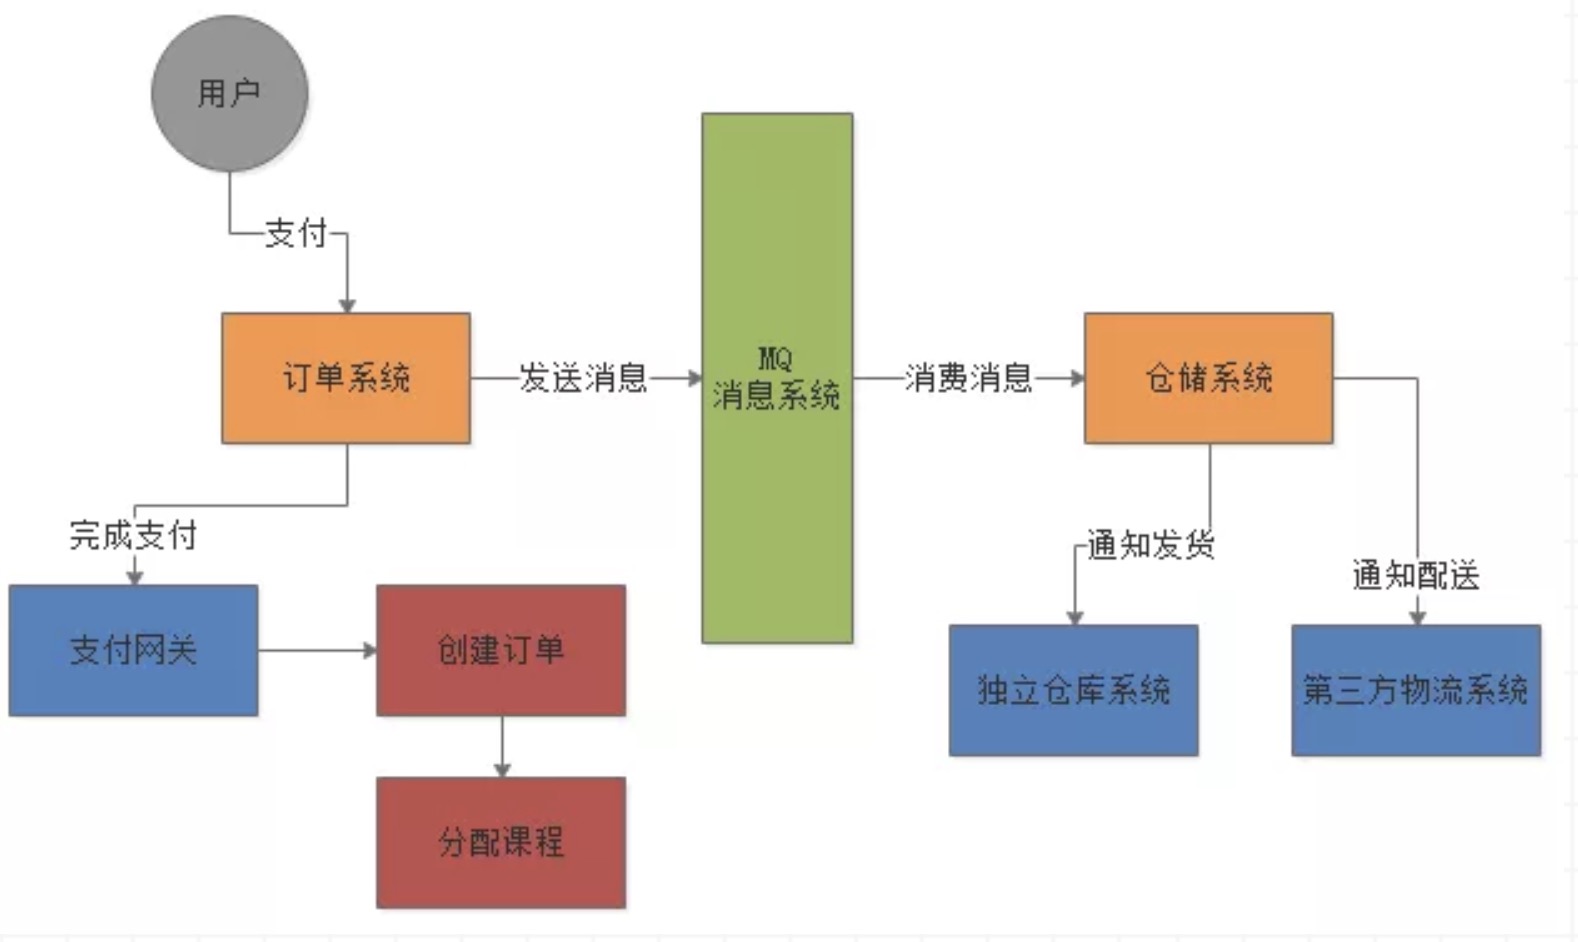 用户
支付
订单系统
发送消息
MQ
消息系统
消费消息
仓储系统
完成支付
通知发货
通知配送
支付网关
创建订单
独立仓库系统
第三方物流系统
分配课程